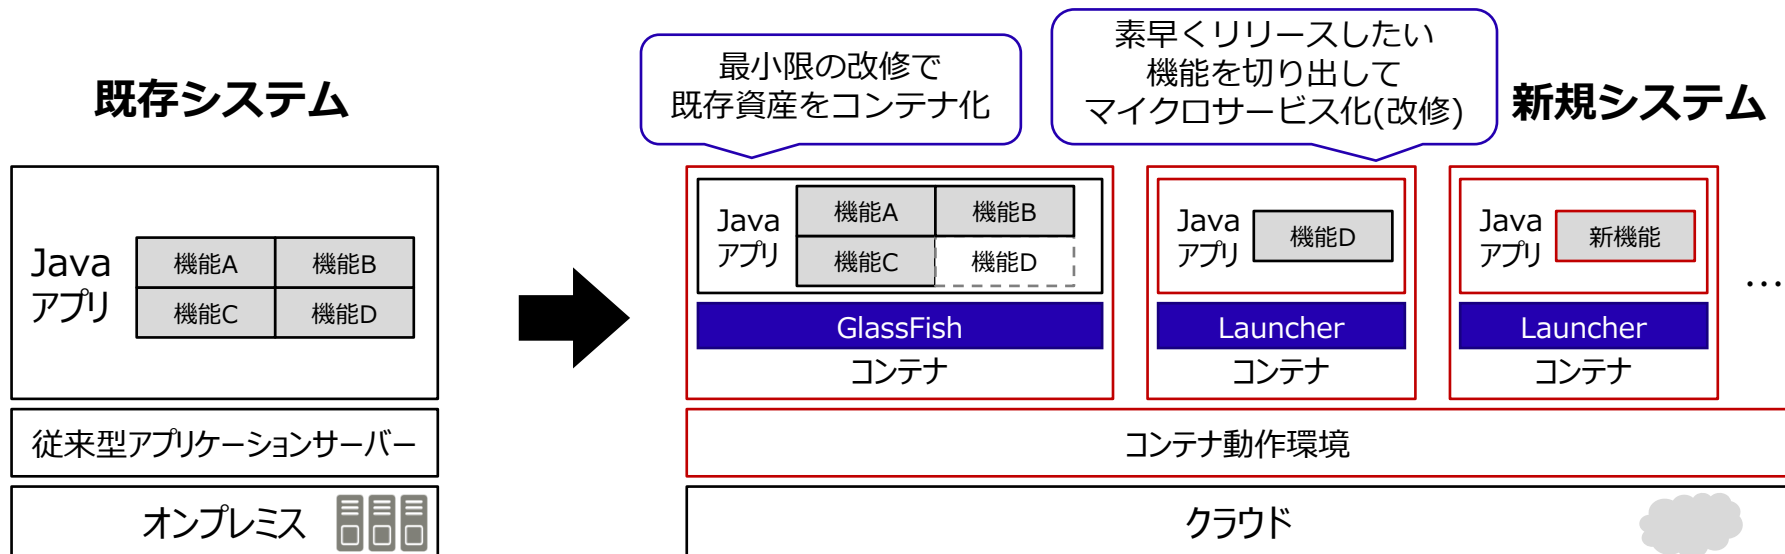 既存システム
Java
アプリ
機能A
機能B
機能C
機能D
従来型アプリケーションサーバー
オンプレミス
最小限の改修で
既存資産をコンテナ化
素早くリリースしたい
機能を切り出して
マイクロサービス化(改修)
新規システム
Java
アプリ
機能A
機能B
機能C
機能D
GlassFish
コンテナ
Java
アプリ
機能D
Launcher
コンテナ
Java
アプリ
新機能
Launcher
コンテナ
…
コンテナ動作環境
クラウド